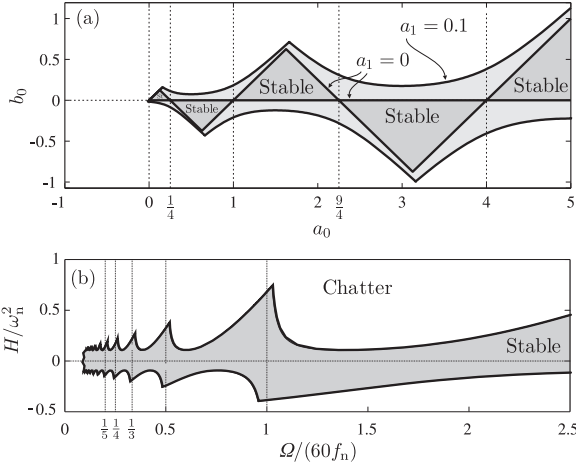 (a)
a₁ = 0.1
a₁ = 0
Stable
Stable
Stable
Stable
b₀
1
0.5
0
-0.5
-1
-1 0 1/4 1 2 9/4 3 4 5
a₀
(b)
Chatter
Stable
H/ωₙ²
1
0.5
0
-0.5
0 1/5 1/4 1/3 0.5 1 1.5 2 2.5
Ω/(60fₙ)